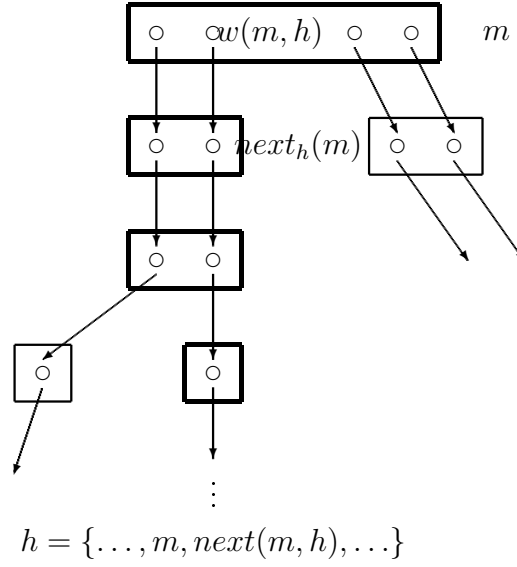 w(m, h) m
next_h(m)
⋮
h = {…, m, next(m, h), …}